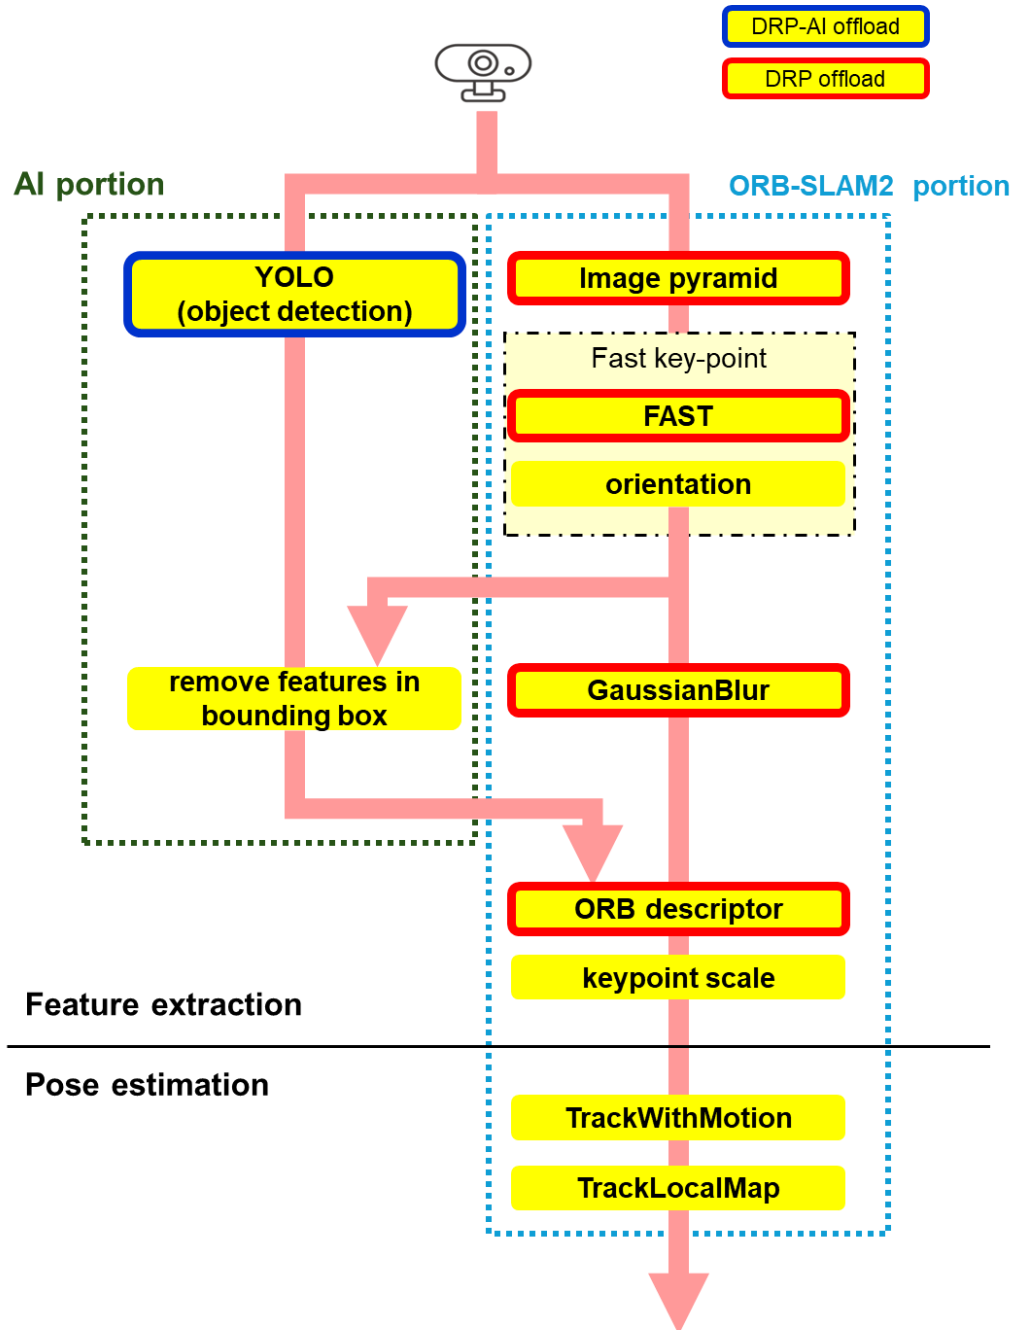 DRP-AI offload
DRP offload
AI portion
ORB-SLAM2 portion
YOLO
(object detection)
Image pyramid
Fast key-point
FAST
orientation
remove features in
bounding box
GaussianBlur
ORB descriptor
keypoint scale
Feature extraction
Pose estimation
TrackWithMotion
TrackLocalMap